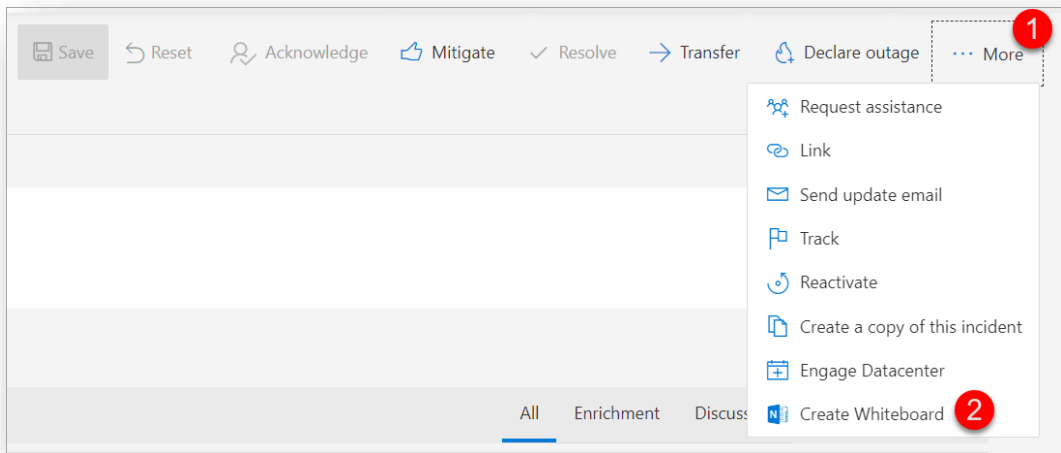 1
Save Reset Acknowledge Mitigate Resolve Transfer Declare outage ... More
Request assistance
Link
Send update email
Track
Reactivate
Create a copy of this incident
Engage Datacenter
All Enrichment Discuss
N Create Whiteboard 2